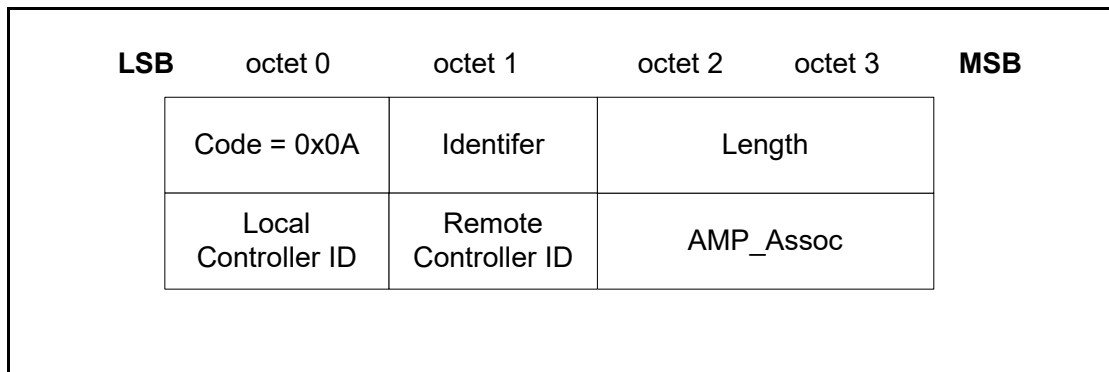 LSB octet 0 octet 1 octet 2 octet 3 MSB
Code = 0x0A Identifer Length
Local Remote
Controller ID Controller ID AMP_Assoc